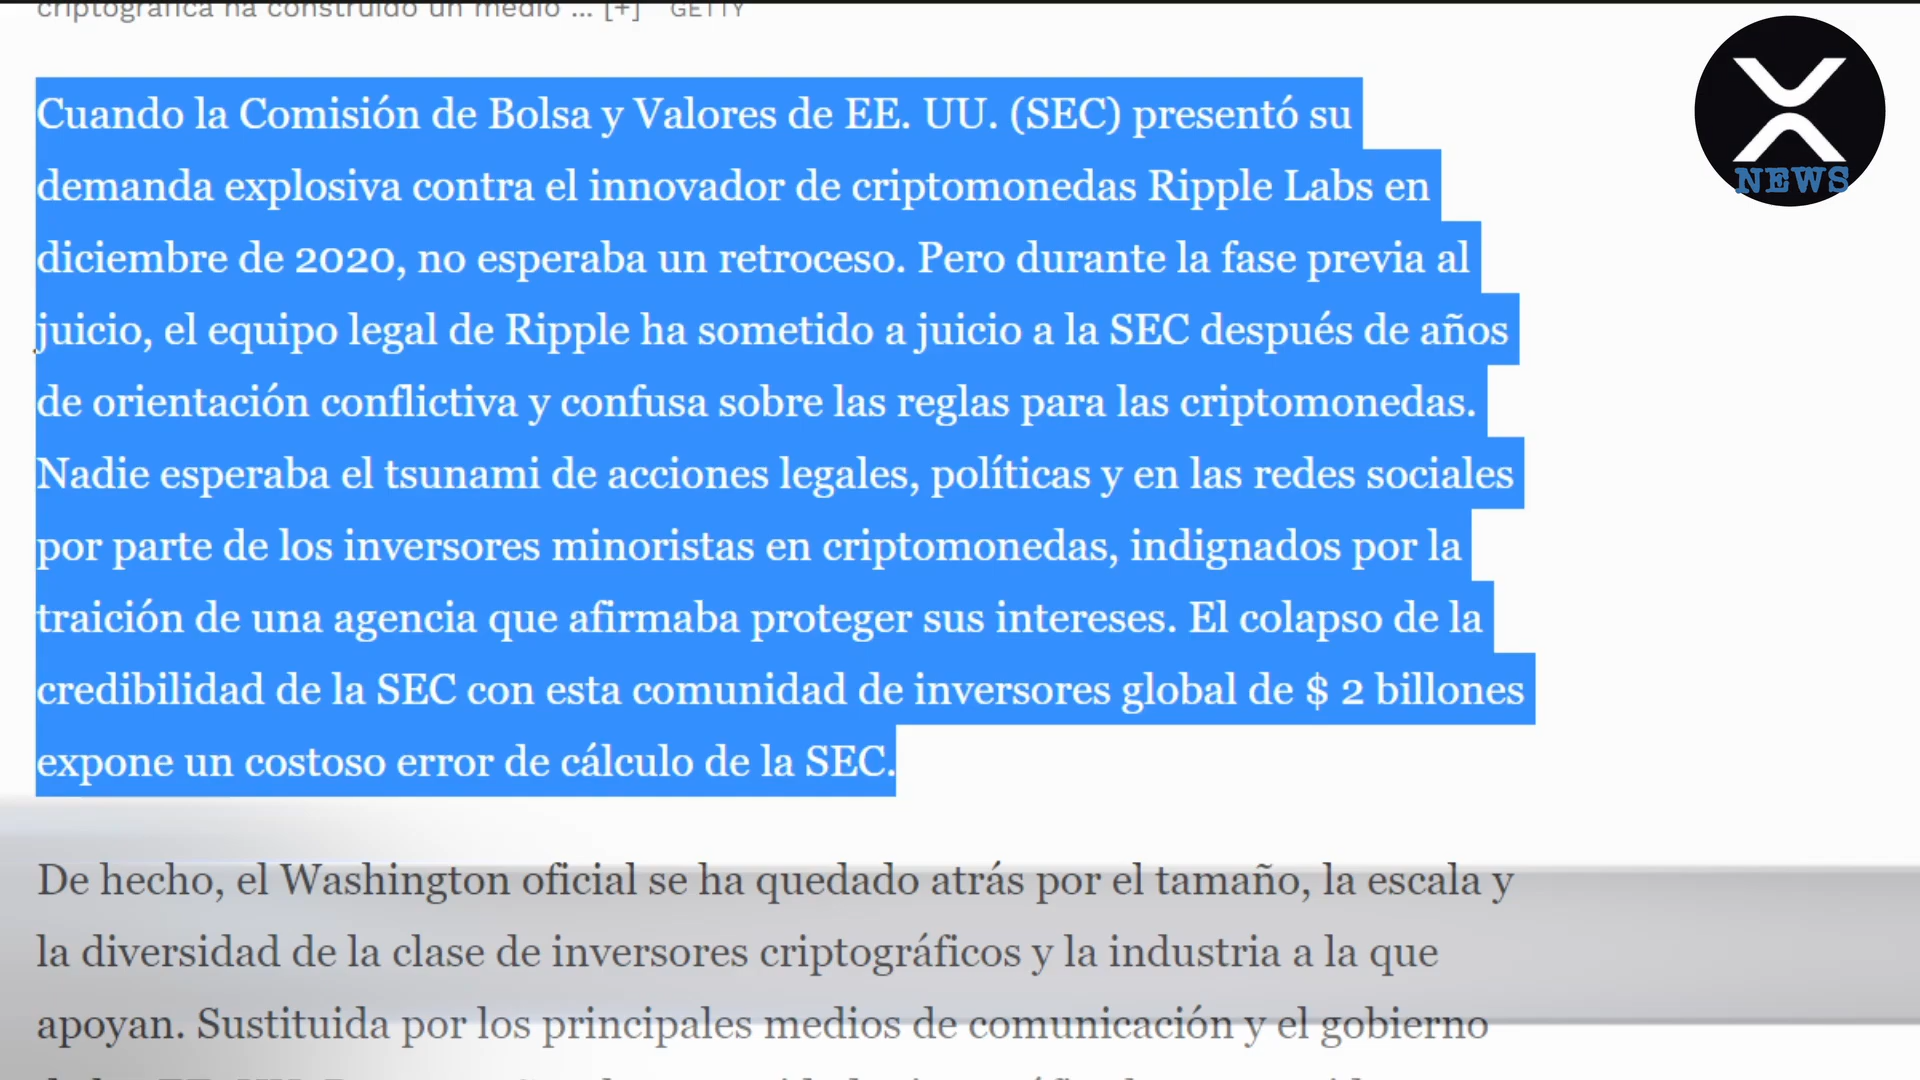 criptográfica ha construido un medio ... [+] GETTY
NEWS
Cuando la Comisión de Bolsa y Valores de EE. UU. (SEC) presentó su
demanda explosiva contra el innovador de criptomonedas Ripple Labs en
diciembre de 2020, no esperaba un retroceso. Pero durante la fase previa al
juicio, el equipo legal de Ripple ha sometido a juicio a la SEC después de años
de orientación conflictiva y confusa sobre las reglas para las criptomonedas.
Nadie esperaba el tsunami de acciones legales, políticas y en las redes sociales
por parte de los inversores minoristas en criptomonedas, indignados por la
traición de una agencia que afirmaba proteger sus intereses. El colapso de la
credibilidad de la SEC con esta comunidad de inversores global de $ 2 billones
expone un costoso error de cálculo de la SEC.
De hecho, el Washington oficial se ha quedado atrás por el tamaño, la escala y
la diversidad de la clase de inversores criptográficos y la industria a la que
apoyan. Sustituida por los principales medios de comunicación y el gobierno